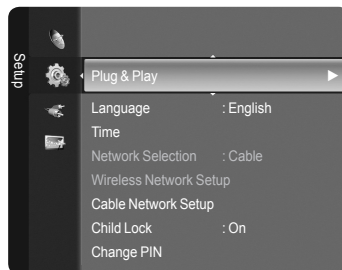 Setup
Plug & Play
Language : English
Time
Network Selection : Cable
Wireless Network Setup
Cable Network Setup
Child Lock : On
Change PIN